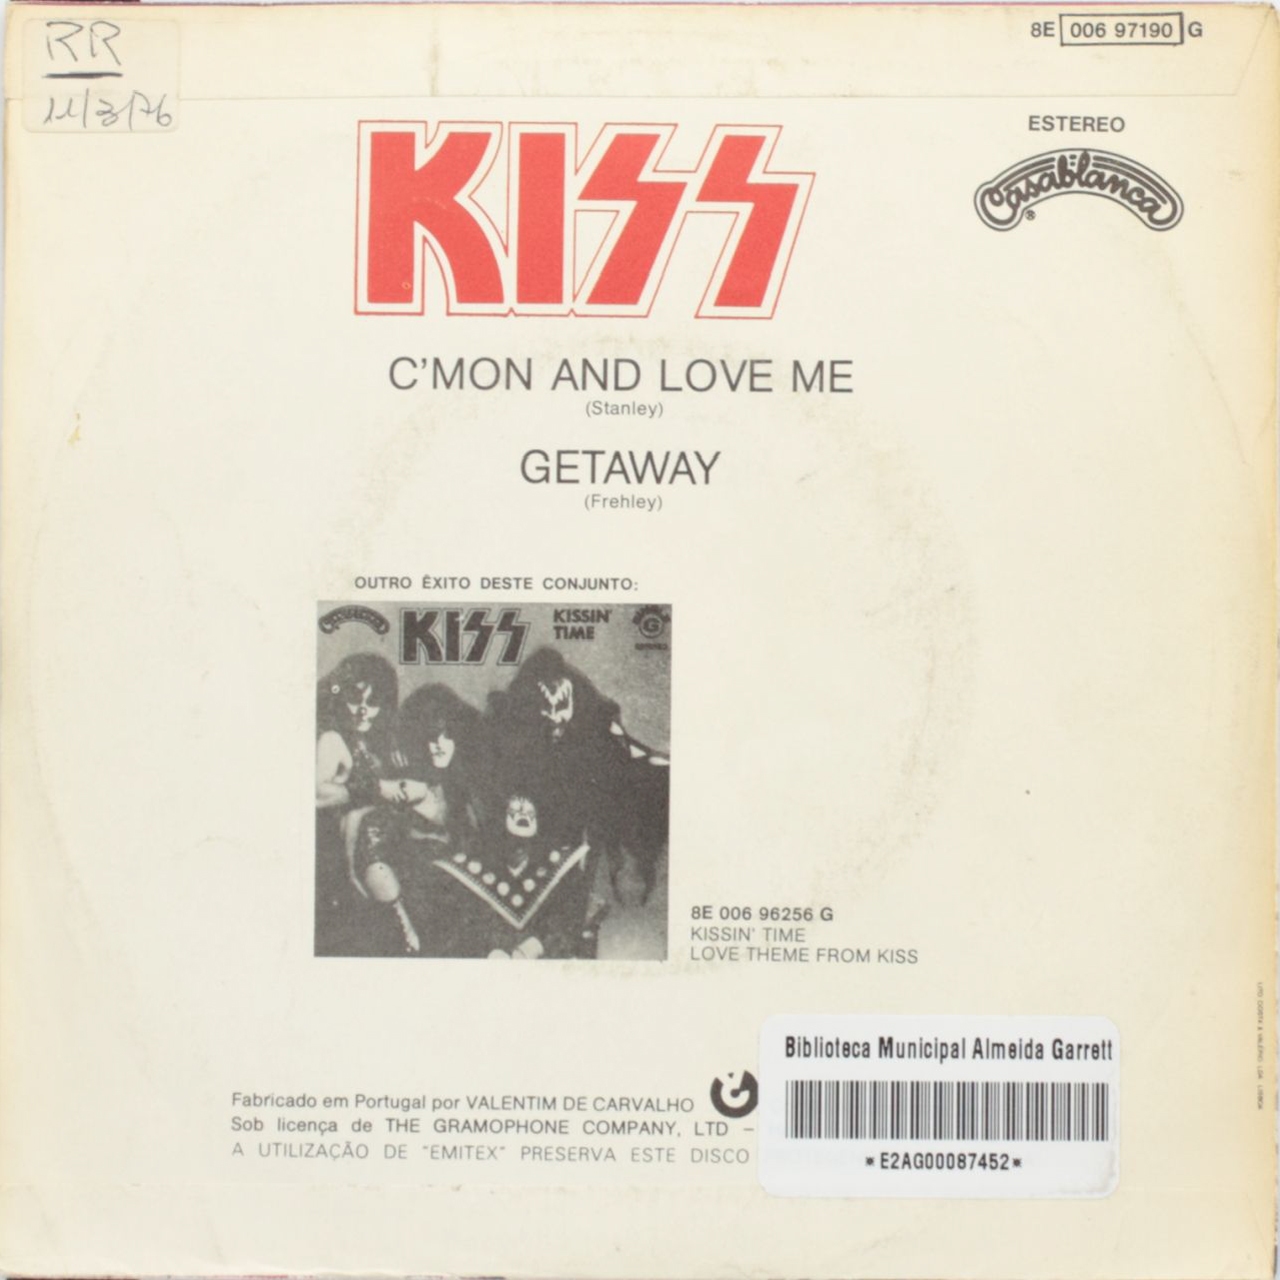 RR
11/3/76
8E 006 97190 G
ESTEREO
Casablanca
®
KISS
C'MON AND LOVE ME
(Stanley)
GETAWAY
(Frehley)
OUTRO ÊXITO DESTE CONJUNTO:
Casablanca KISS KISSIN'
TIME
G
8E 006 96256 G
KISSIN' TIME
LOVE THEME FROM KISS
Biblioteca Municipal Almeida Garrett
*E2AG00087452*
Fabricado em Portugal por VALENTIM DE CARVALHO
Sob licença de THE GRAMOPHONE COMPANY, LTD –
A UTILIZAÇÃO DE "EMITEX" PRESERVA ESTE DISCO